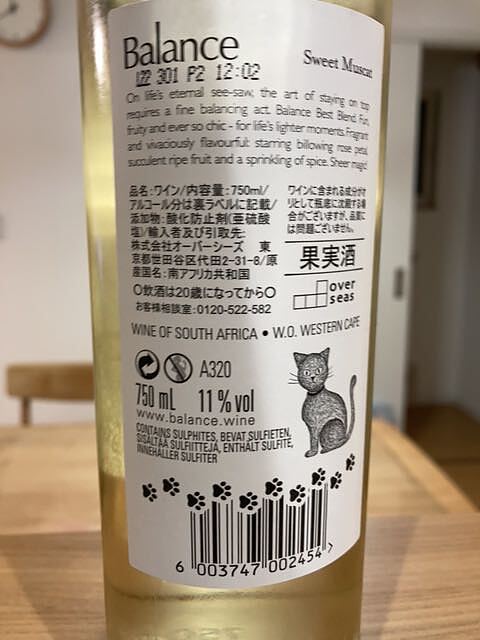 Balance
Sweet Muscat
L22 301 P2 12:02
On life's eternal see-saw, the art of staying on top
requires a fine balancing act. Balance Best Blend. Fun,
fruity and ever so chic - for life's lighter moments. Fragrant
and vivaciously flavourful: starring billowing rose petal,
succulent ripe fruit and a sprinkling of spice. Sheer magic!
品名:ワイン/内容量:750ml/
アルコール分は裏ラベルに記載/
添加物:酸化防止剤(亜硫酸
塩)/輸入者及び引取先:
株式会社オーバーシーズ 東
京都世田谷区代田2-31-8/原
産国名:南アフリカ共和国
〇飲酒は20歳になってから〇
お客様相談室:0120-522-582
ワインに含まれる成分がオ
リとして瓶底に沈殿する場
合がございますが、品質に
は問題ございません。
果実酒
over
seas
WINE OF SOUTH AFRICA • W.O. WESTERN CAPE
A320
750 mL 11 % vol
www.balance.wine
CONTAINS SULPHITES, BEVAT SULFIETEN,
SISÄLTÄÄ SULFIITTEJA, ENTHÄLT SULFITE,
INNEHÅLLER SULFITER
6 003747 002454 >